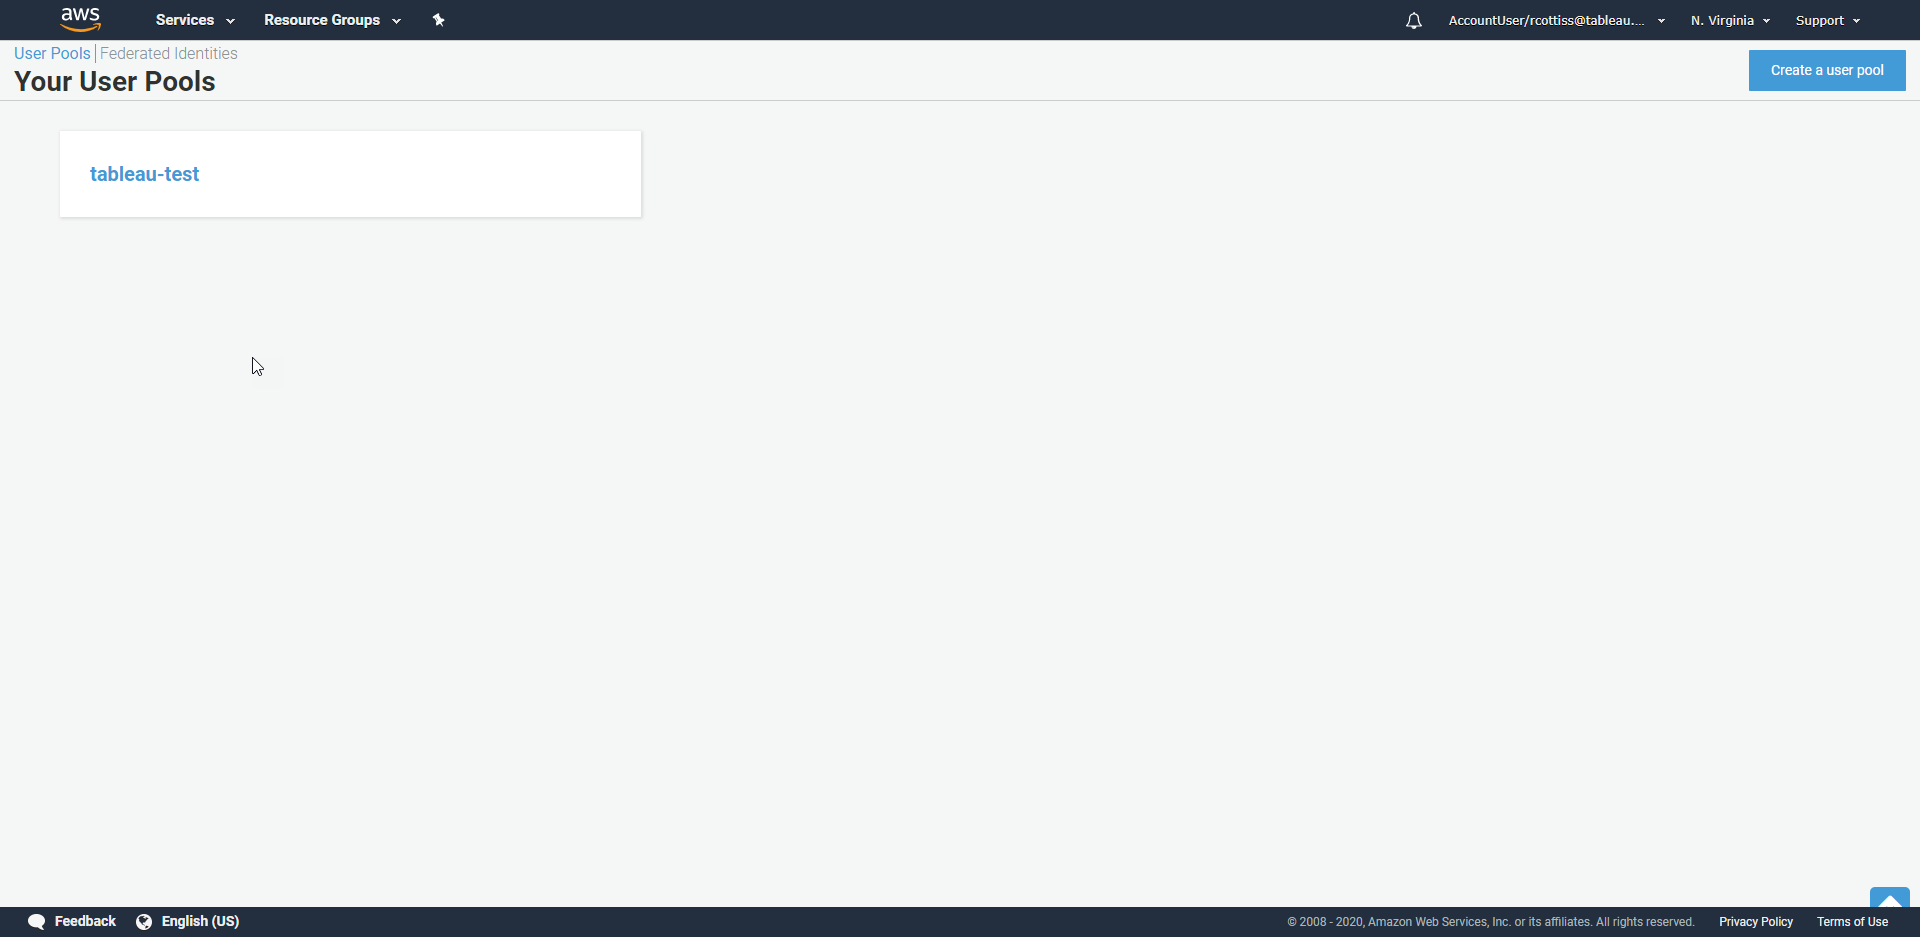 aws Services Resource Groups AccountUser/rcottiss@tableau.... N. Virginia Support
User Pools Federated Identities
Your User Pools
Create a user pool
tableau-test
Feedback English (US) © 2008 - 2020, Amazon Web Services, Inc. or its affiliates. All rights reserved. Privacy Policy Terms of Use